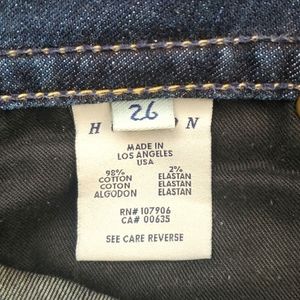 26
MADE IN
LOS ANGELES
USA
98% 2%
COTTON ELASTAN
COTON ELASTAN
ALGODON ELASTAN
RN# 107906
CA# 00635
SEE CARE REVERSE